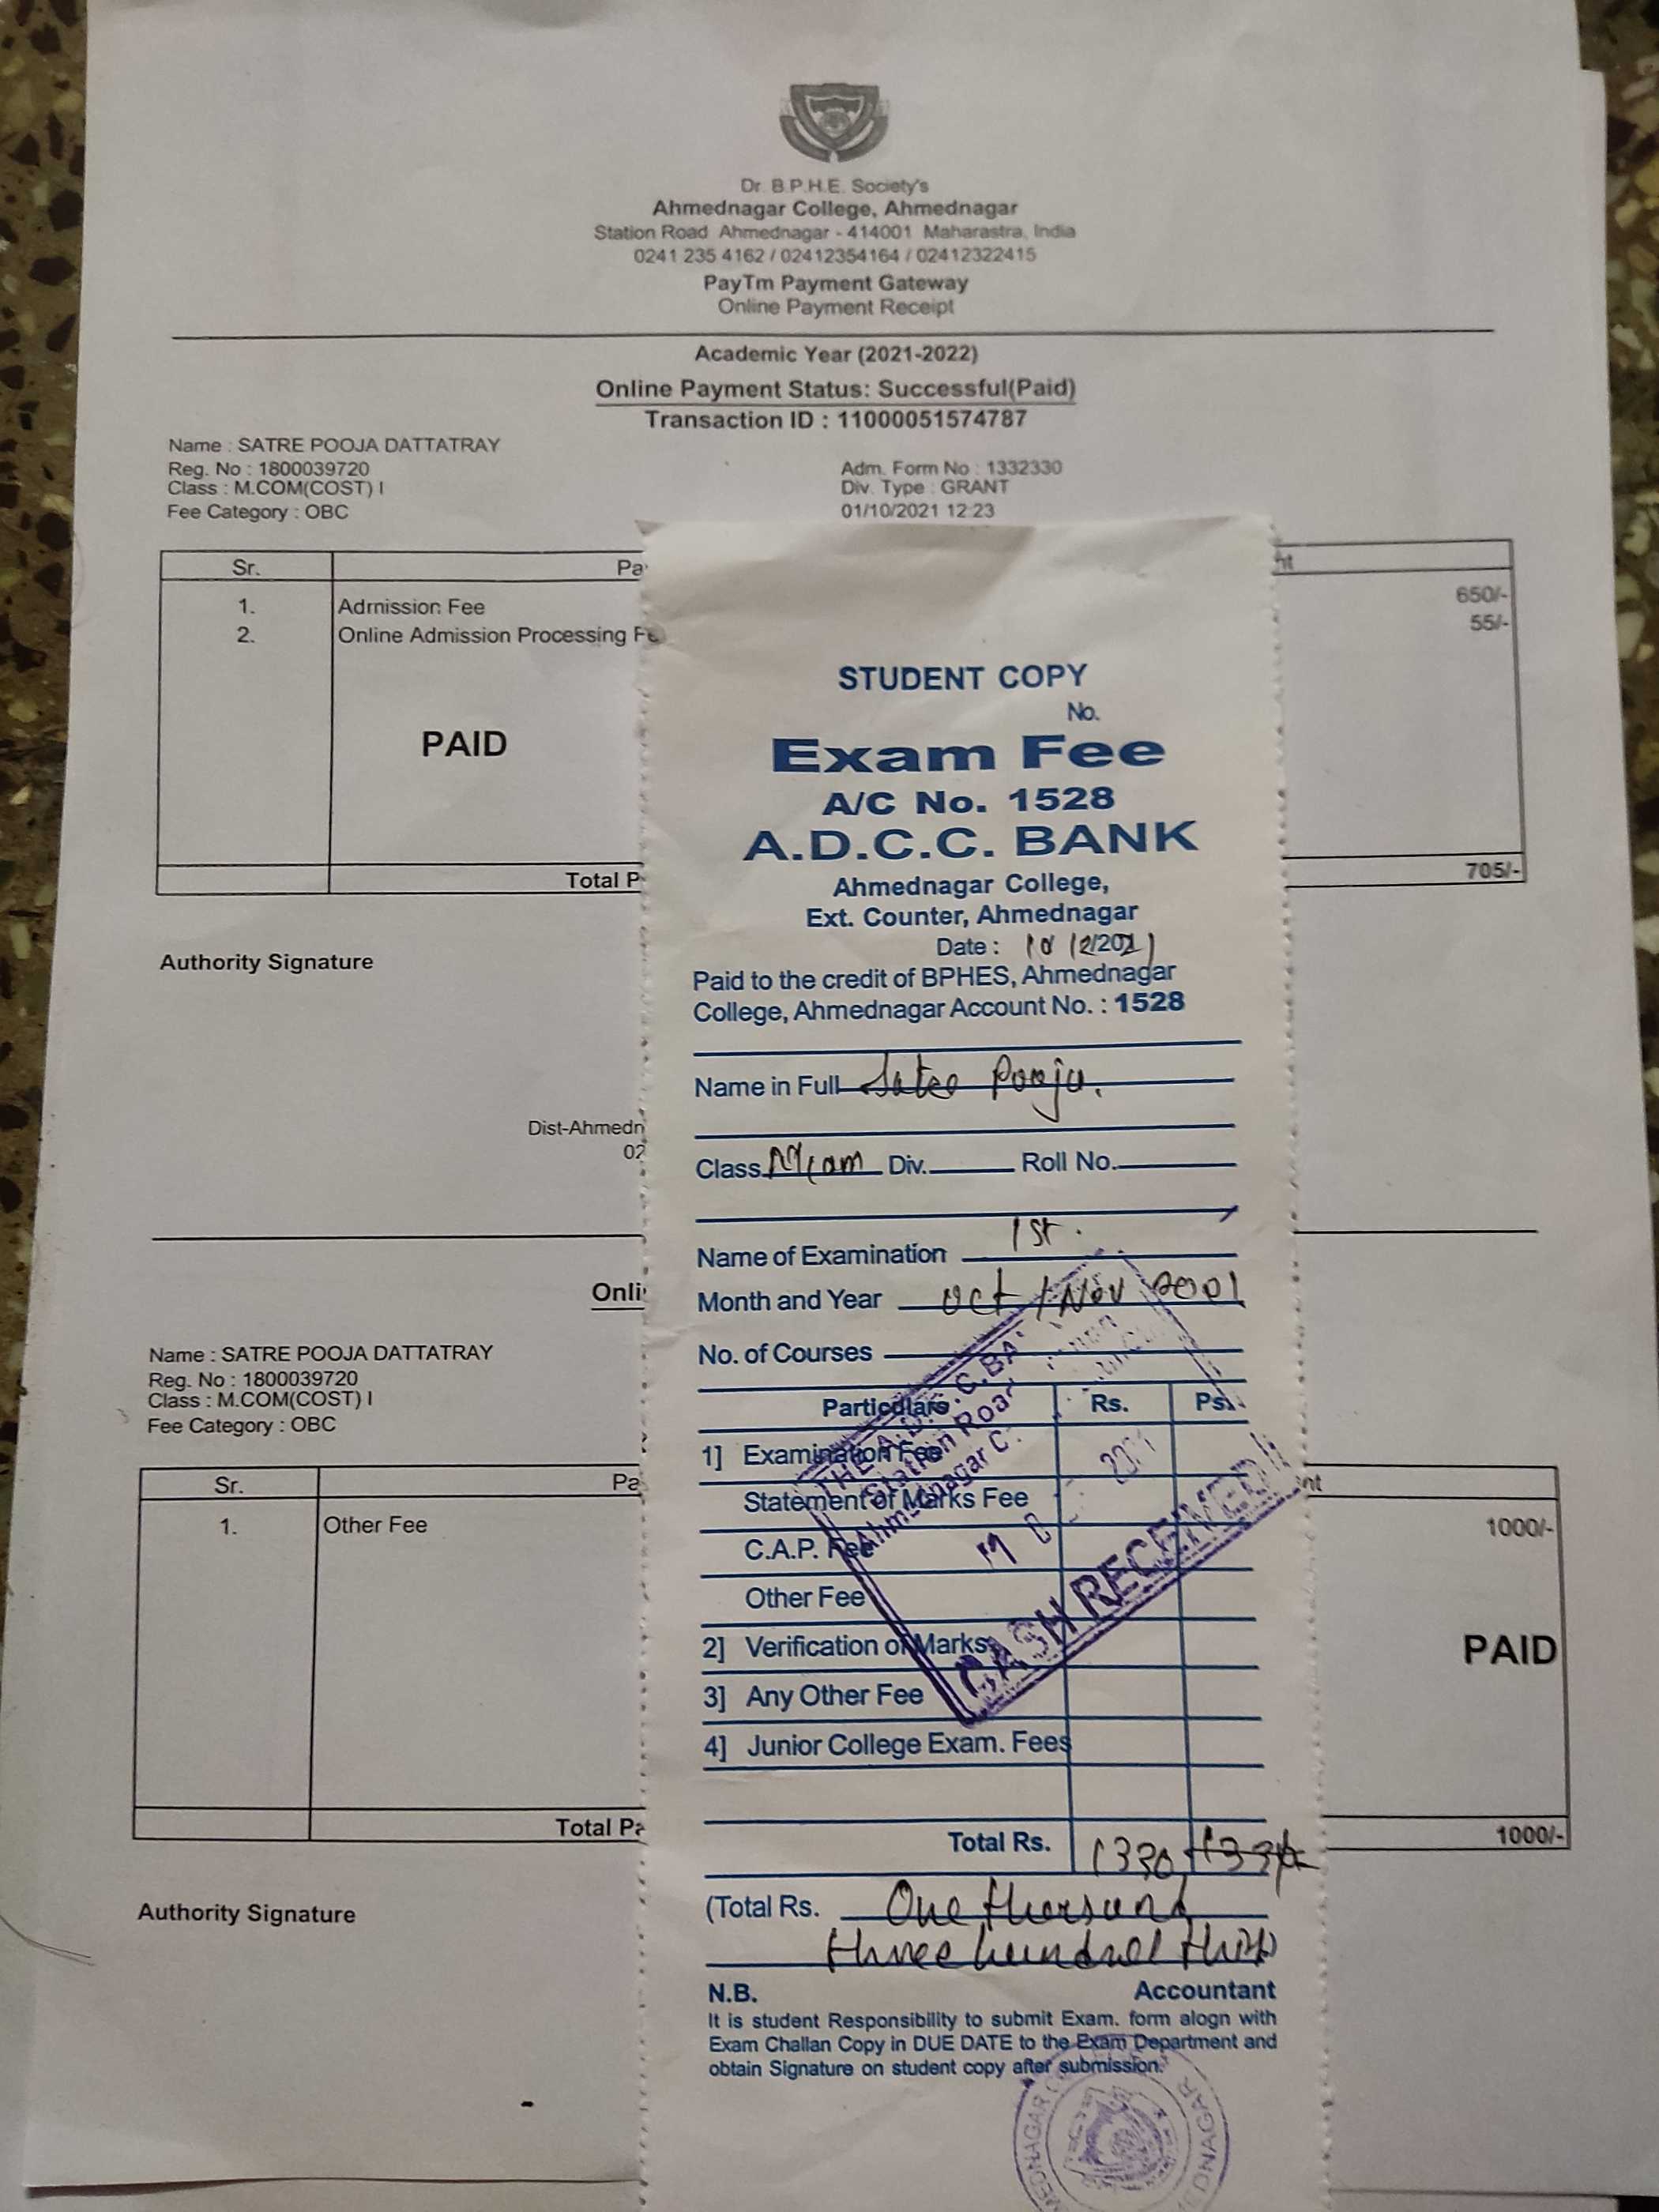 Dr. B.P.H.E. Society's
Ahmednagar College, Ahmednagar
Station Road Ahmednagar - 414001 Maharastra, India
0241 235 4162 / 02412354164 / 02412322415
PayTm Payment Gateway
Online Payment Receipt
Academic Year (2021-2022)
Online Payment Status: Successful(Paid)
Transaction ID : 11000051574787
Name : SATRE POOJA DATTATRAY
Reg. No : 1800039720
Adm. Form No : 1332330
Class : M.COM(COST) I
Div. Type : GRANT
Fee Category : OBC
01/10/2021 12:23
Sr.
1. Admission Fee 650/-
2. Online Admission Processing 55/-
PAID
Total 705/-
Authority Signature
STUDENT COPY
No.
Exam Fee
A/C No. 1528
A.D.C.C. BANK
Ahmednagar College,
Ext. Counter, Ahmednagar
Date :
Paid to the credit of BPHES, Ahmednagar
College, Ahmednagar Account No. : 1528
Name in Full Satre Pooja.
Class Mcom Div. Roll No.
Name of Examination 1st.
Month and Year Oct / Nov 2001
No. of Courses
Particulars Rs. Ps.
1] Examination Fee
Statement of Marks Fee
C.A.P. Fee
Other Fee
2] Verification of Marks
3] Any Other Fee
4] Junior College Exam. Fees
Total Rs. 1330
(Total Rs. One thousand
three hundred thirty
N.B. Accountant
It is student Responsibility to submit Exam. form alogn with
Exam Challan Copy in DUE DATE to the Exam Department and
obtain Signature on student copy after submission.
CASH RECEIVED
Name : SATRE POOJA DATTATRAY
Reg. No : 1800039720
Class : M.COM(COST) I
Fee Category : OBC
Sr.
1. Other Fee 1000/-
PAID
Total 1000/-
Authority Signature